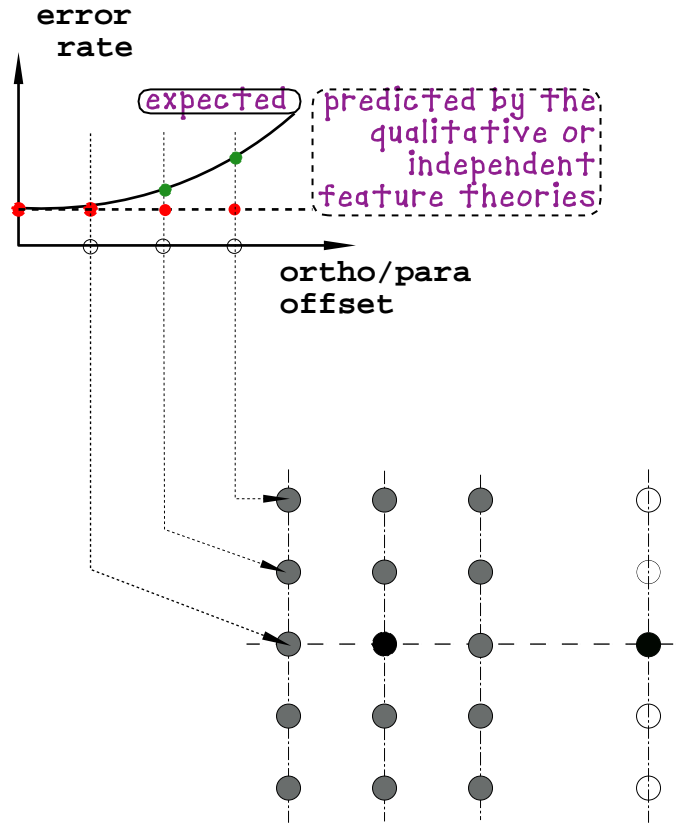 error
rate
expected
predicted by the
qualitative or
independent
feature theories
ortho/para
offset